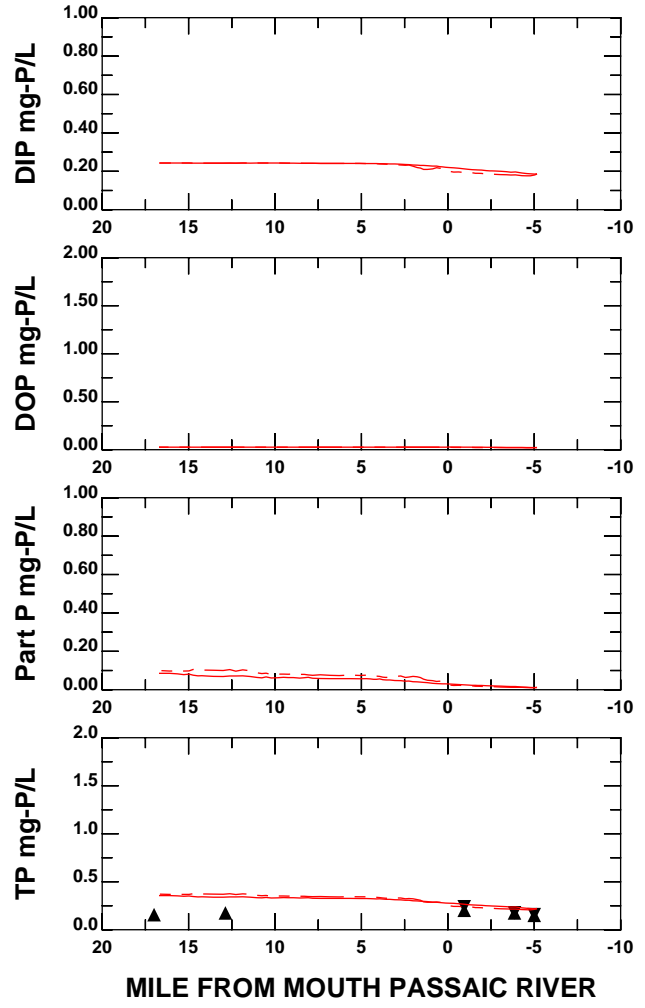 DIP mg-P/L
1.00
0.80
0.60
0.40
0.20
0.00
20 15 10 5 0 -5 -10
DOP mg-P/L
2.00
1.50
1.00
0.50
0.00
20 15 10 5 0 -5 -10
Part P mg-P/L
1.00
0.80
0.60
0.40
0.20
0.00
20 15 10 5 0 -5 -10
TP mg-P/L
2.0
1.5
1.0
0.5
0.0
20 15 10 5 0 -5 -10
MILE FROM MOUTH PASSAIC RIVER